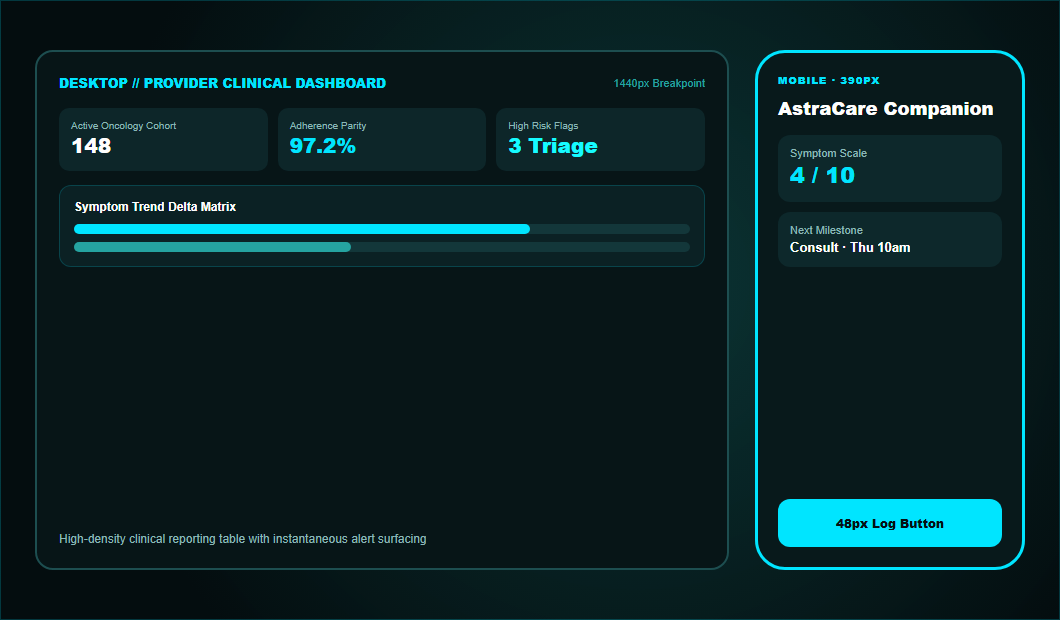 DESKTOP // PROVIDER CLINICAL DASHBOARD
1440px Breakpoint
Active Oncology Cohort
148
Adherence Parity
97.2%
High Risk Flags
3 Triage
Symptom Trend Delta Matrix
High-density clinical reporting table with instantaneous alert surfacing
MOBILE · 390PX
AstraCare Companion
Symptom Scale
4 / 10
Next Milestone
Consult · Thu 10am
48px Log Button